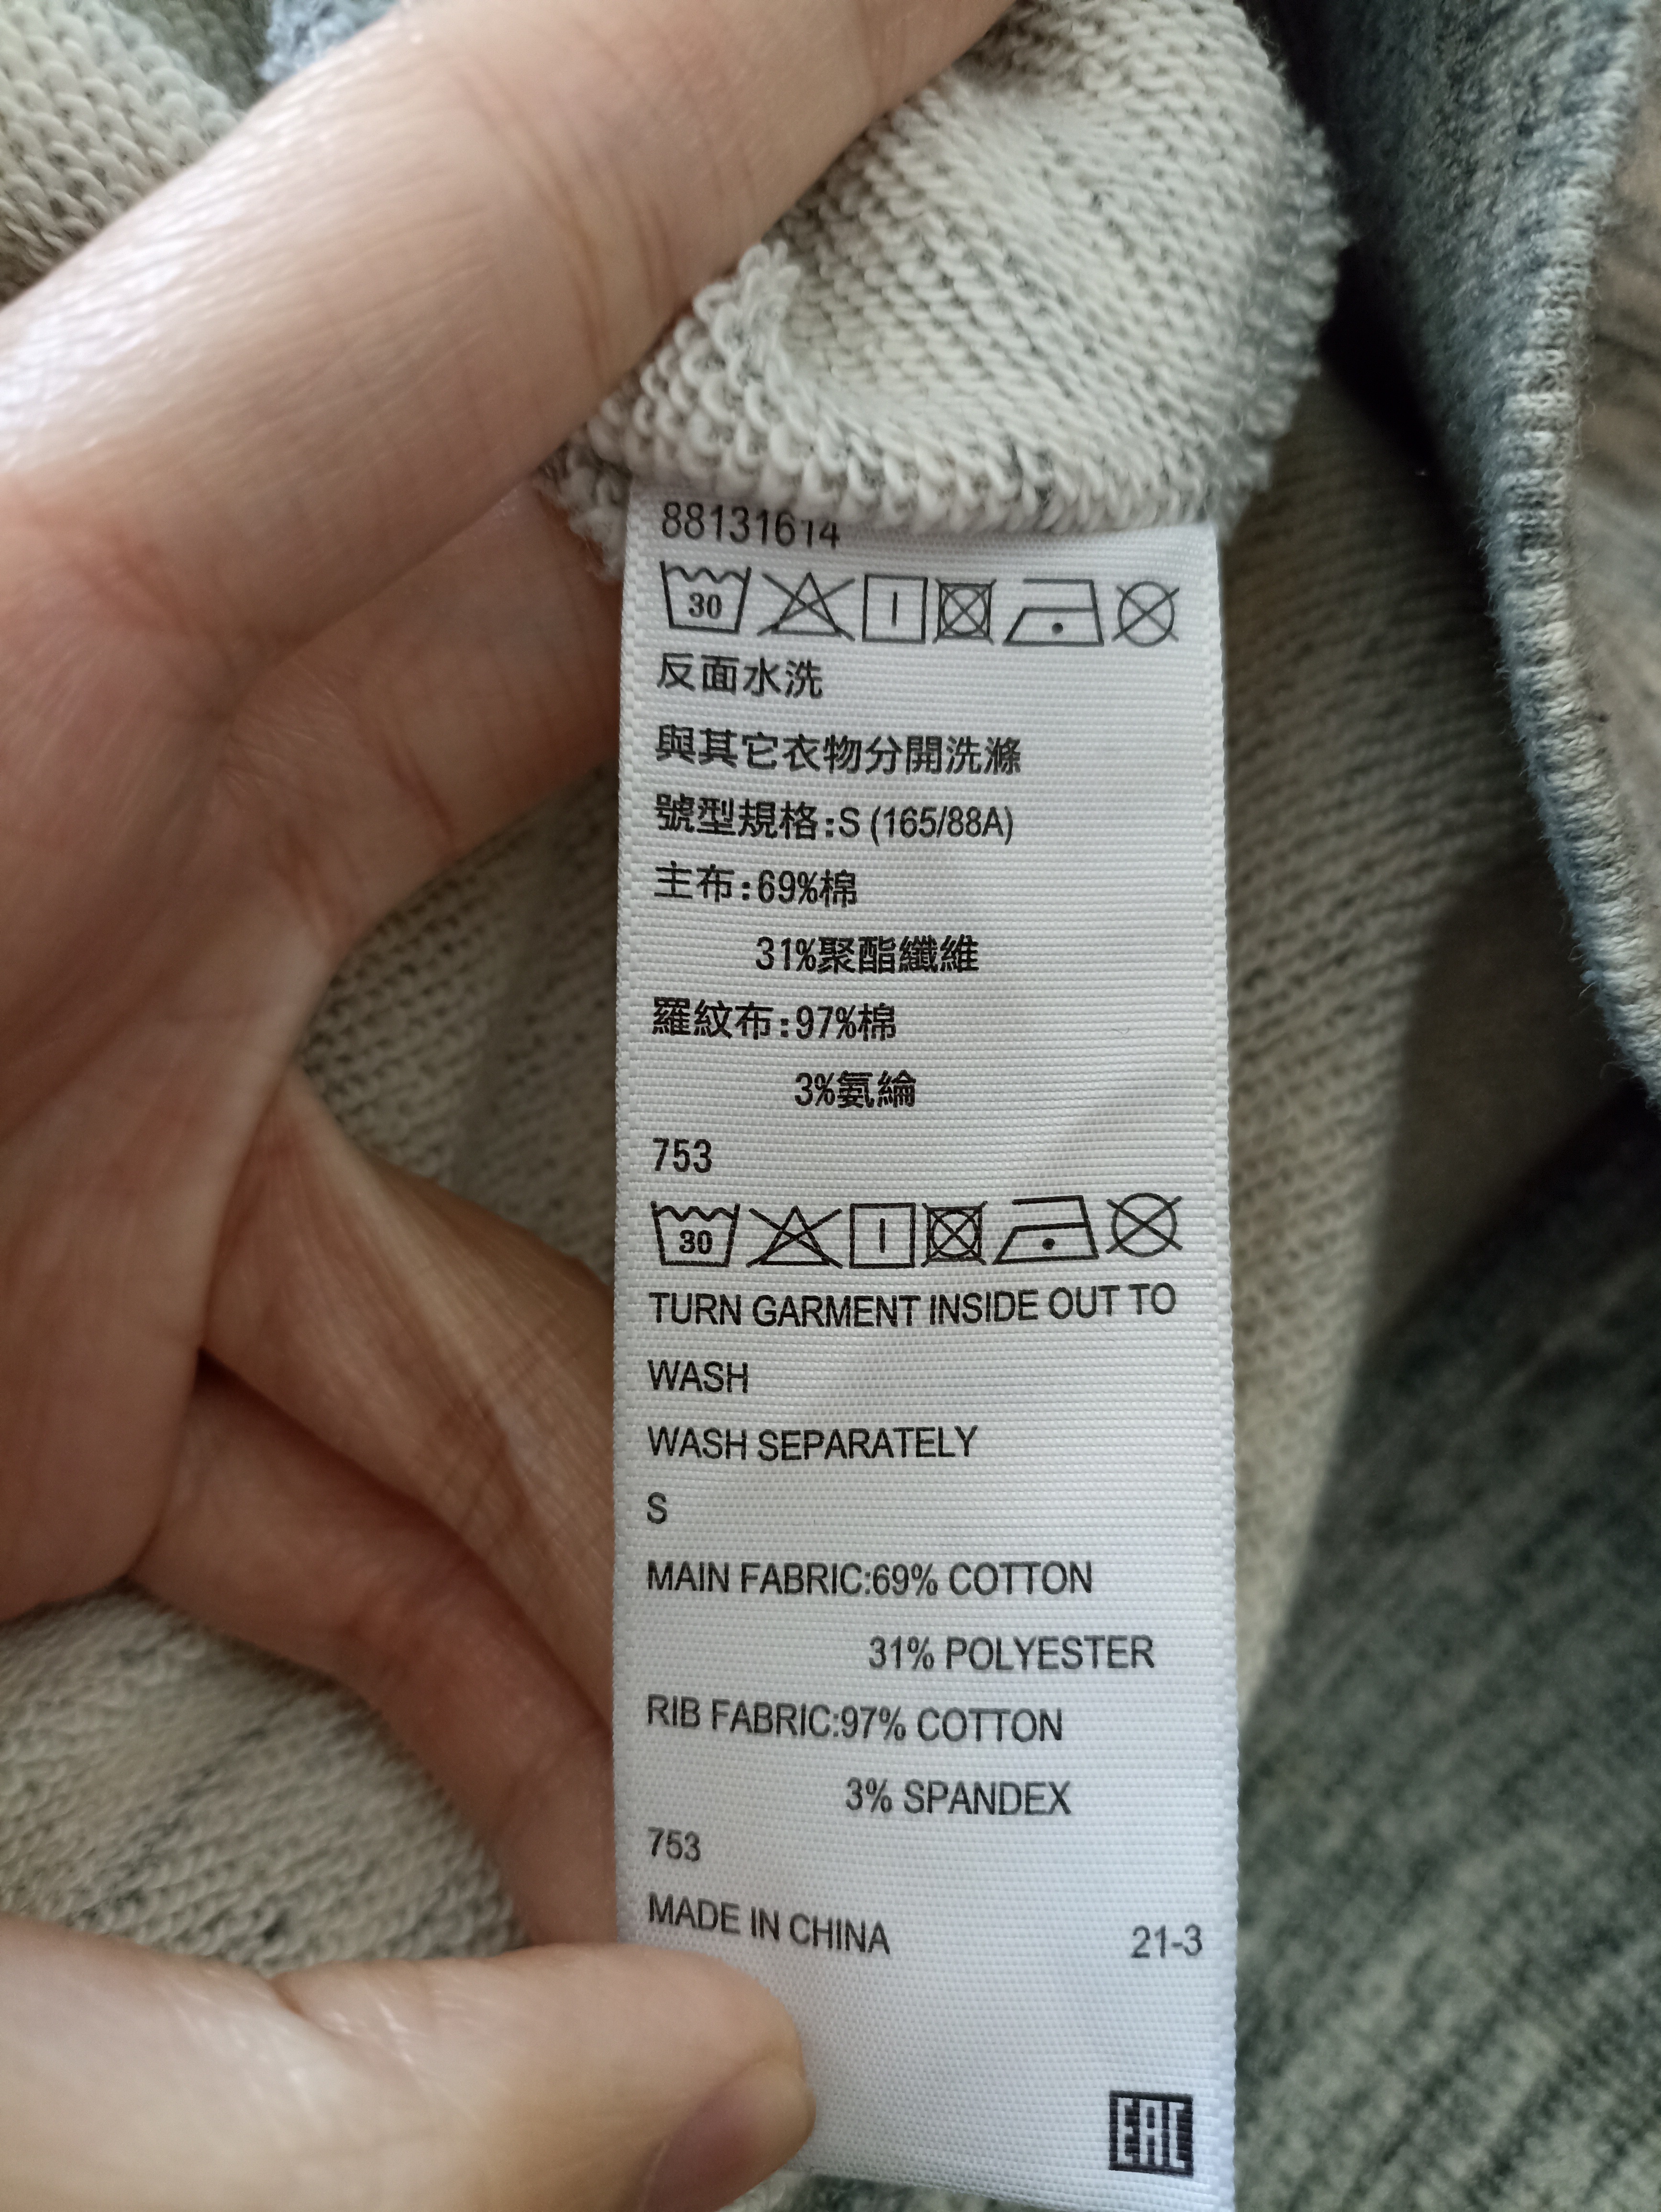 88131614
30
反面水洗
與其它衣物分開洗滌
號型規格:S (165/88A)
主布:69%棉
31%聚酯纖維
羅紋布:97%棉
3%氨綸
753
30
TURN GARMENT INSIDE OUT TO
WASH
WASH SEPARATELY
S
MAIN FABRIC:69% COTTON
31% POLYESTER
RIB FABRIC:97% COTTON
3% SPANDEX
753
MADE IN CHINA 21-3
EAC